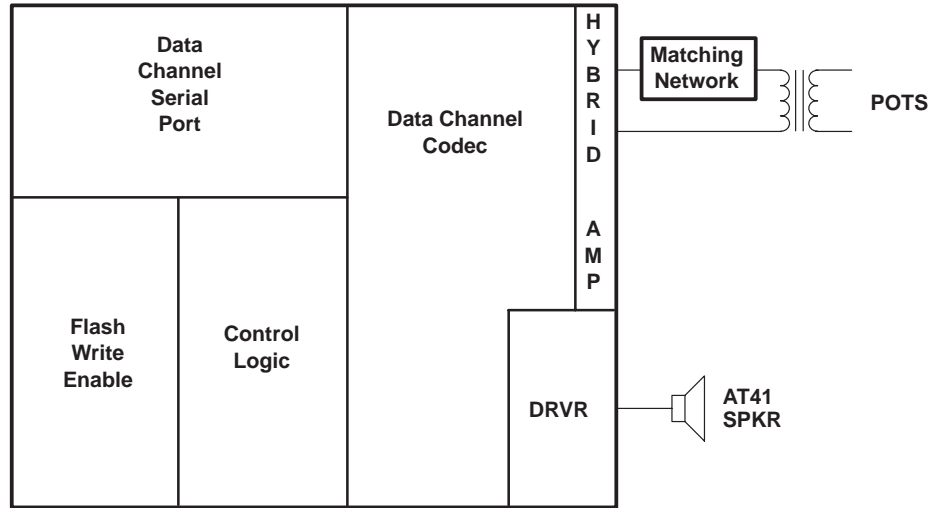 Data
Channel
Serial
Port
Data Channel
Codec
H
Y
B
R
I
D
A
M
P
Matching
Network
POTS
Flash
Write
Enable
Control
Logic
DRVR
AT41
SPKR